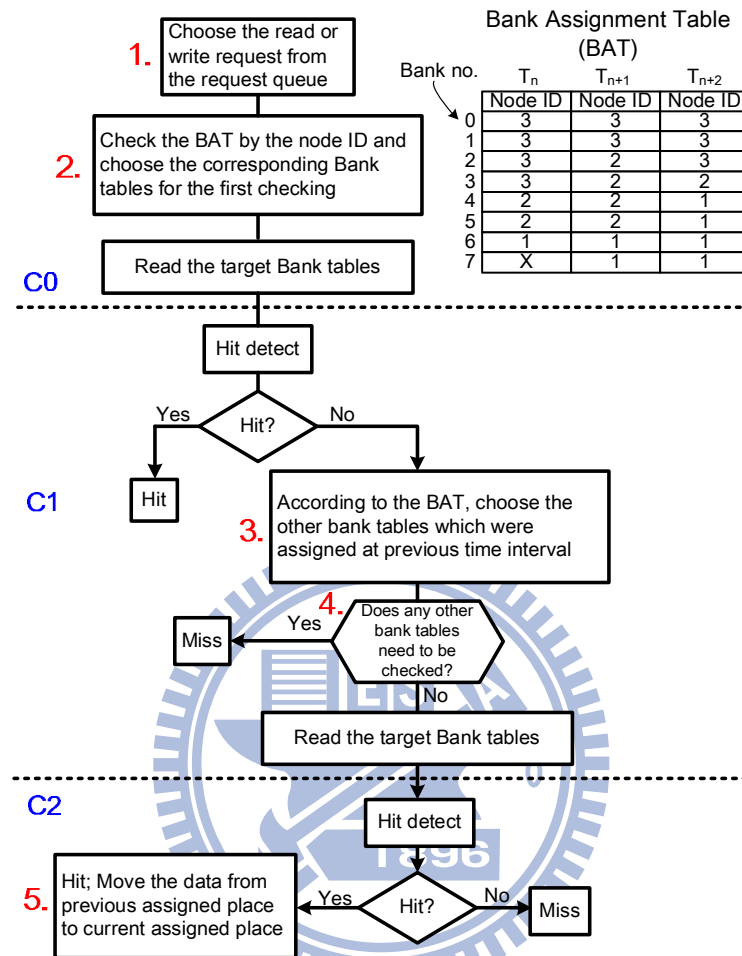 1.
Choose the read or
write request from
the request queue
Bank Assignment Table
(BAT)
Bank no.
Tn Tn+1 Tn+2
Node ID Node ID Node ID
0 3 3 3
1 3 3 3
2 3 2 3
3 3 2 2
4 2 2 1
5 2 2 1
6 1 1 1
7 X 1 1
2.
Check the BAT by the node ID and
choose the corresponding Bank
tables for the first checking
Read the target Bank tables
C0
Hit detect
Yes Hit? No
Hit
C1
3.
According to the BAT, choose the
other bank tables which were
assigned at previous time interval
4.
Does any other
bank tables
need to be
checked?
Yes
Miss
No
Read the target Bank tables
C2
Hit detect
1896
5.
Hit; Move the data from
previous assigned place
to current assigned place
Yes Hit? No
Miss